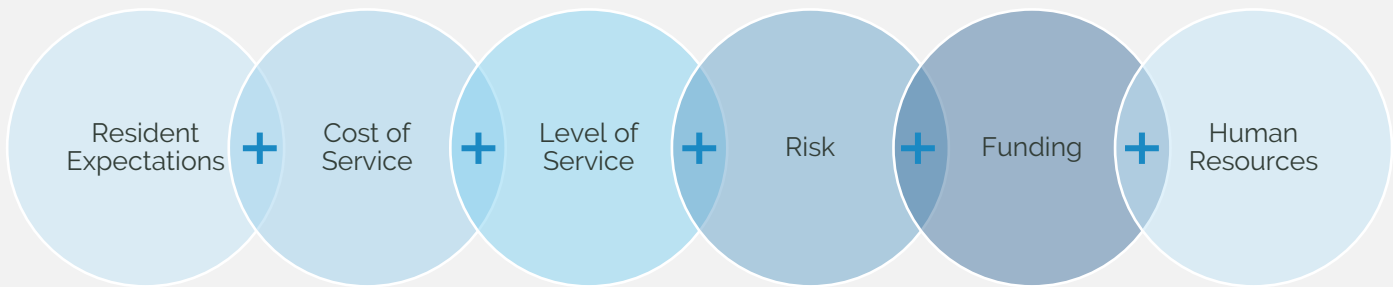 Resident
Expectations
+
Cost of
Service
+
Level of
Service
+
Risk
+
Funding
+
Human
Resources